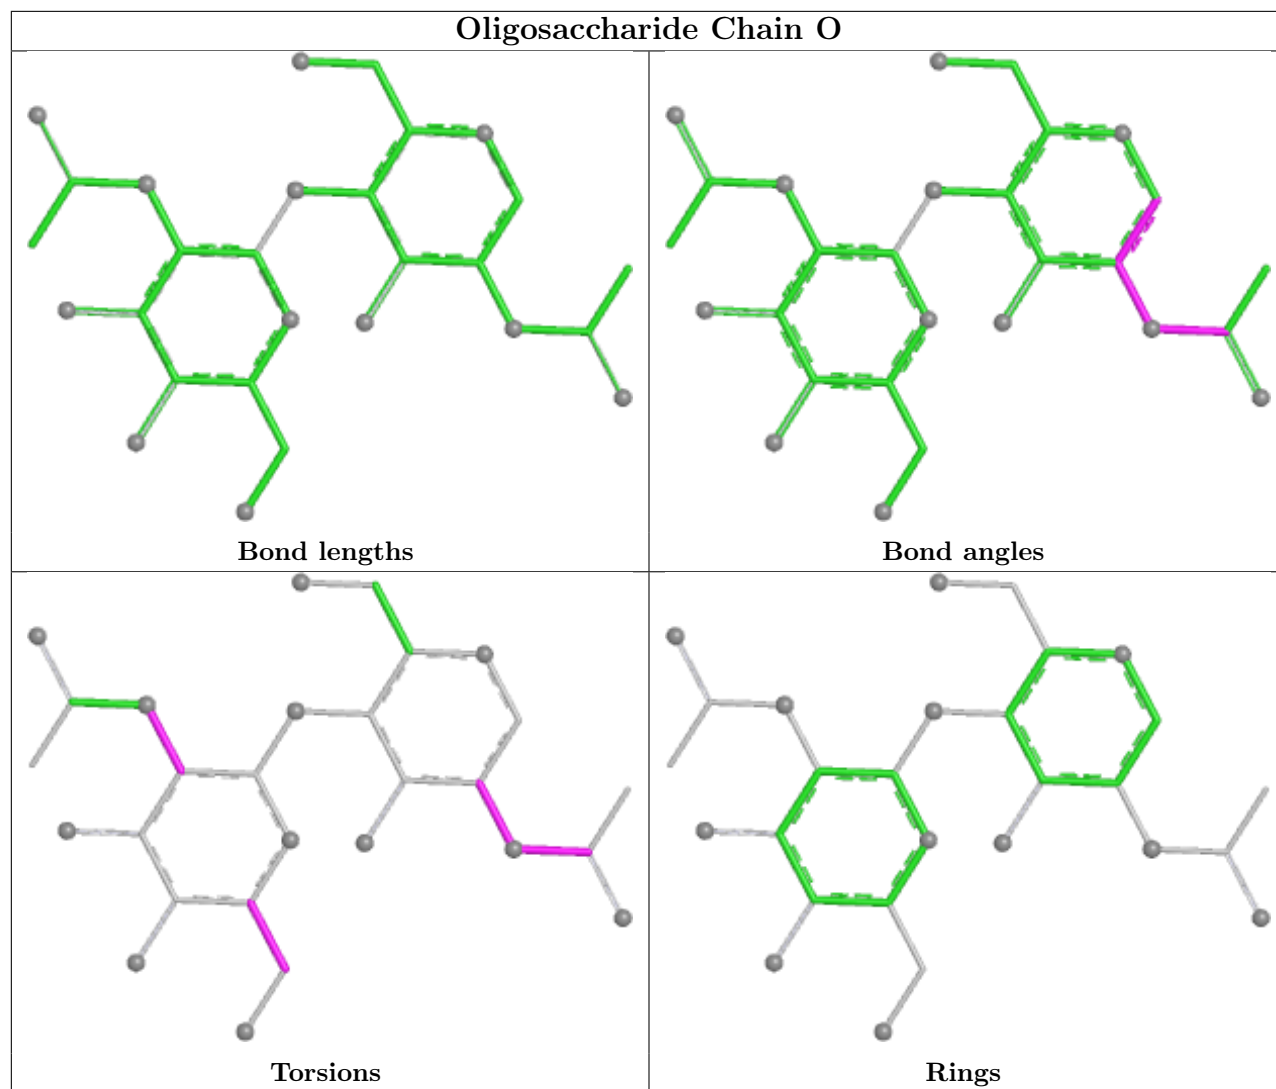 Oligosaccharide Chain O
Bond lengths
Bond angles
Torsions
Rings